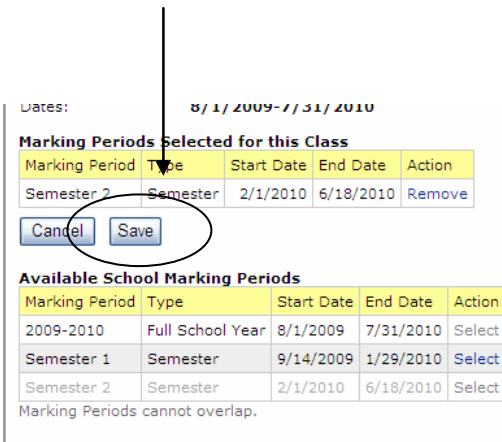 Dates: 8/1/2009-7/31/2010
Marking Periods Selected for this Class
Marking Period Type Start Date End Date Action
Semester 2 Semester 2/1/2010 6/18/2010 Remove
Cancel Save
Available School Marking Periods
Marking Period Type Start Date End Date Action
2009-2010 Full School Year 8/1/2009 7/31/2010 Select
Semester 1 Semester 9/14/2009 1/29/2010 Select
Semester 2 Semester 2/1/2010 6/18/2010 Select
Marking Periods cannot overlap.